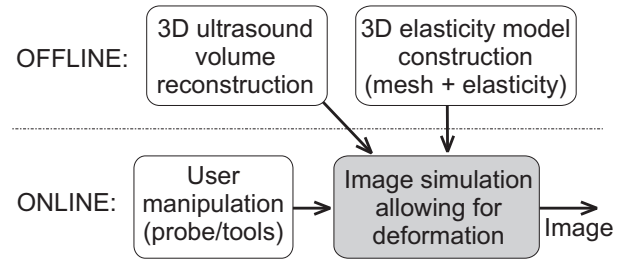 OFFLINE:
3D ultrasound
volume
reconstruction
3D elasticity model
construction
(mesh + elasticity)
ONLINE:
User
manipulation
(probe/tools)
Image simulation
allowing for
deformation
Image